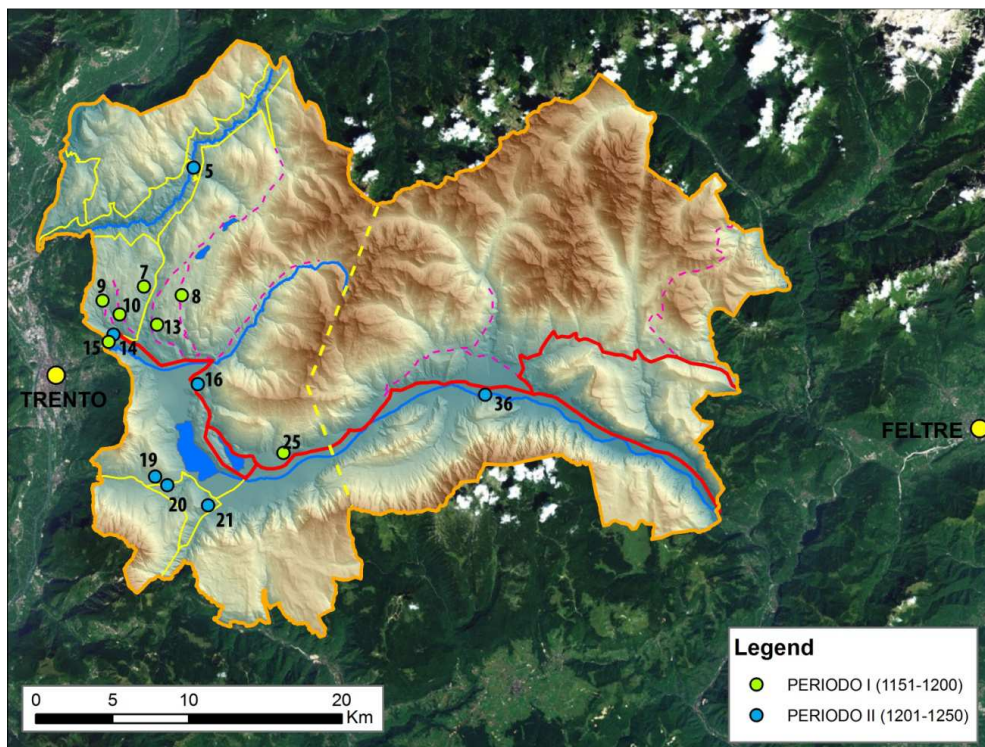 5
7
9
8
10
13
14
15
16
TRENTO
36
FELTRE
25
19
20
21
Legend
PERIODO I (1151-1200)
PERIODO II (1201-1250)
0 5 10 20
Km